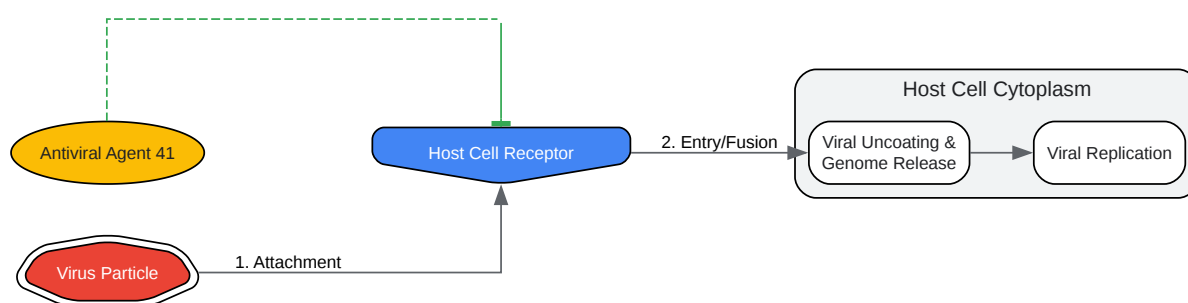 Host Cell Cytoplasm
Antiviral Agent 41
Host Cell Receptor
2. Entry/Fusion
Viral Uncoating &
Genome Release
Viral Replication
Virus Particle
1. Attachment